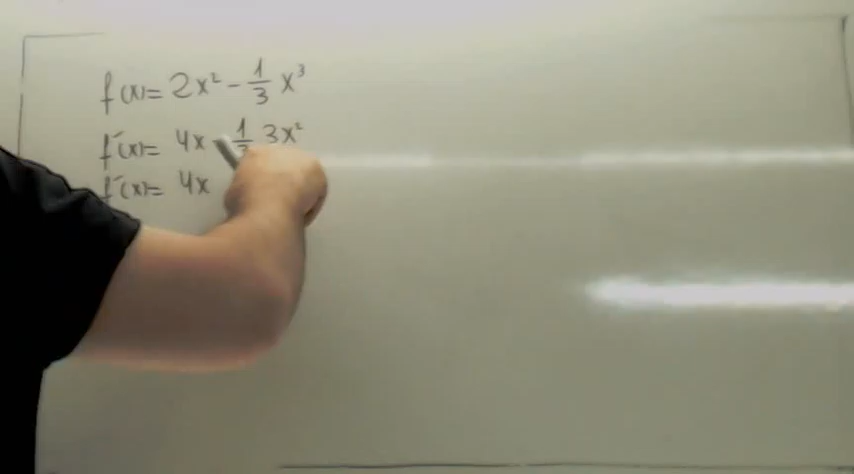 f(x)= 2x² - 1/3 x³
f´(x)= 4x - 1/3 3x²
f´(x)= 4x